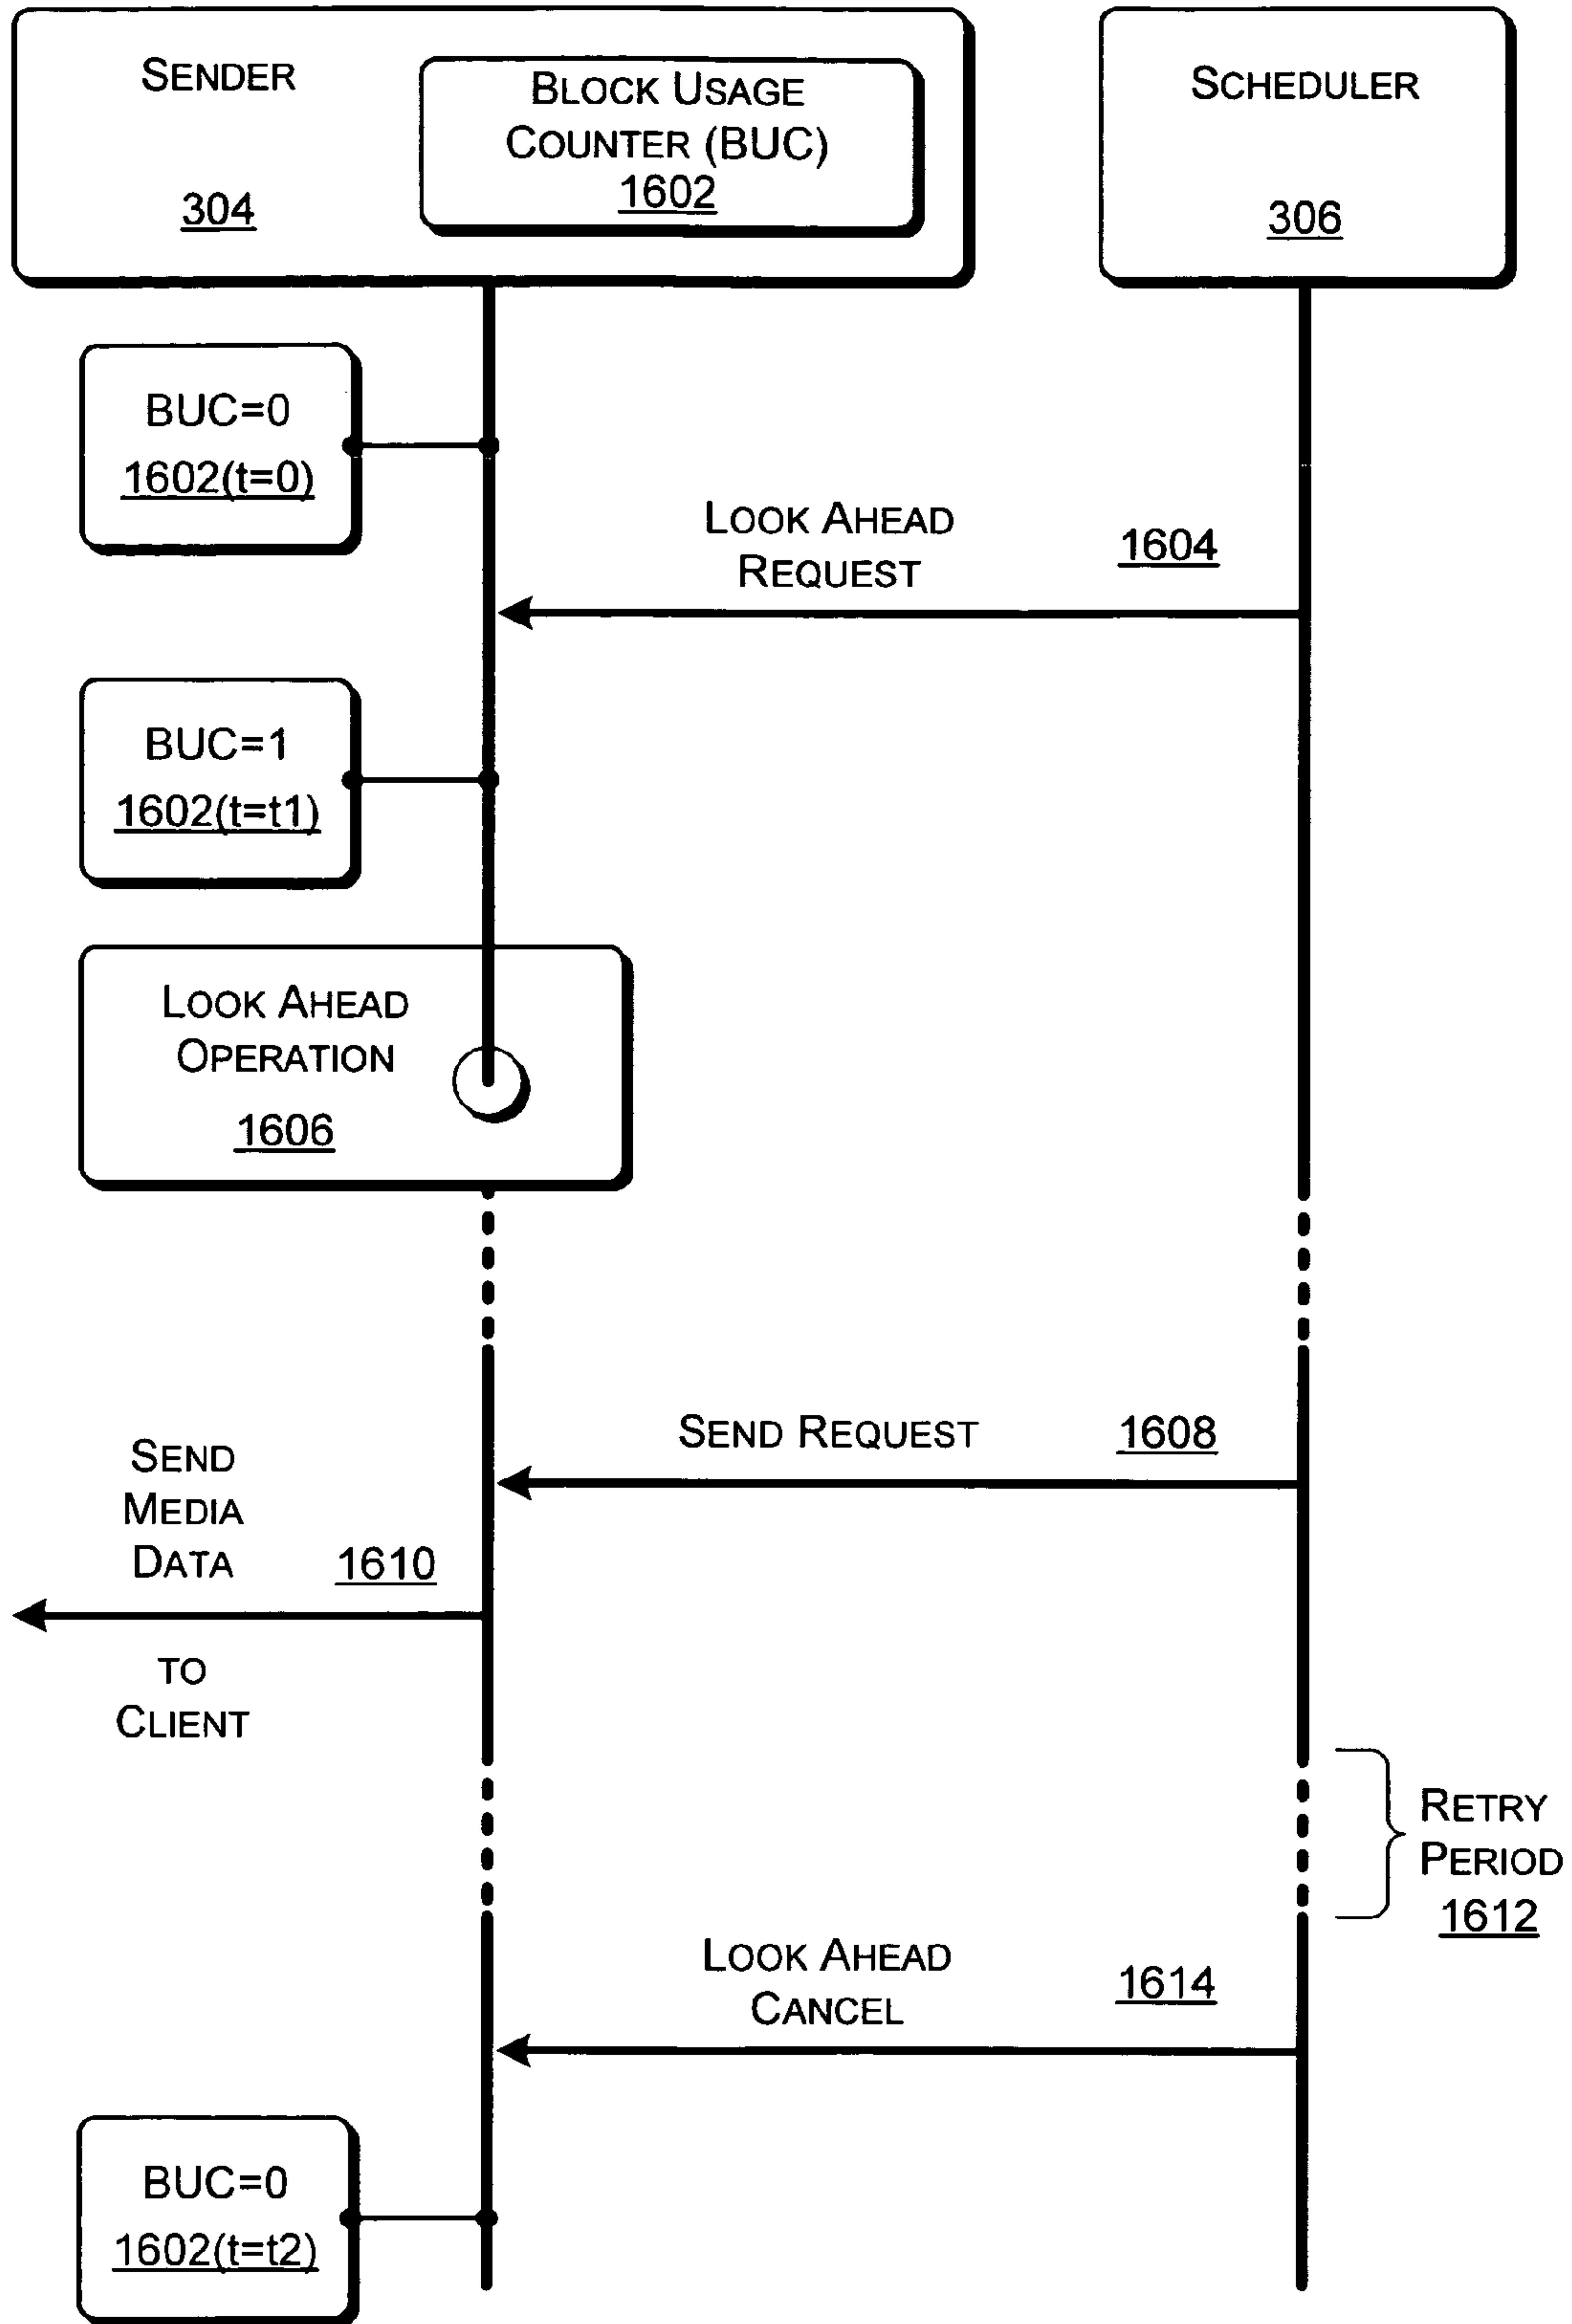 SENDER
304
BLOCK USAGE
COUNTER (BUC)
1602
SCHEDULER
306
BUC=0
1602(t=0)
LOOK AHEAD
REQUEST
1604
BUC=1
1602(t=t1)
LOOK AHEAD
OPERATION
1606
SEND REQUEST
1608
SEND
MEDIA
DATA
1610
TO
CLIENT
RETRY
PERIOD
1612
LOOK AHEAD
CANCEL
1614
BUC=0
1602(t=t2)